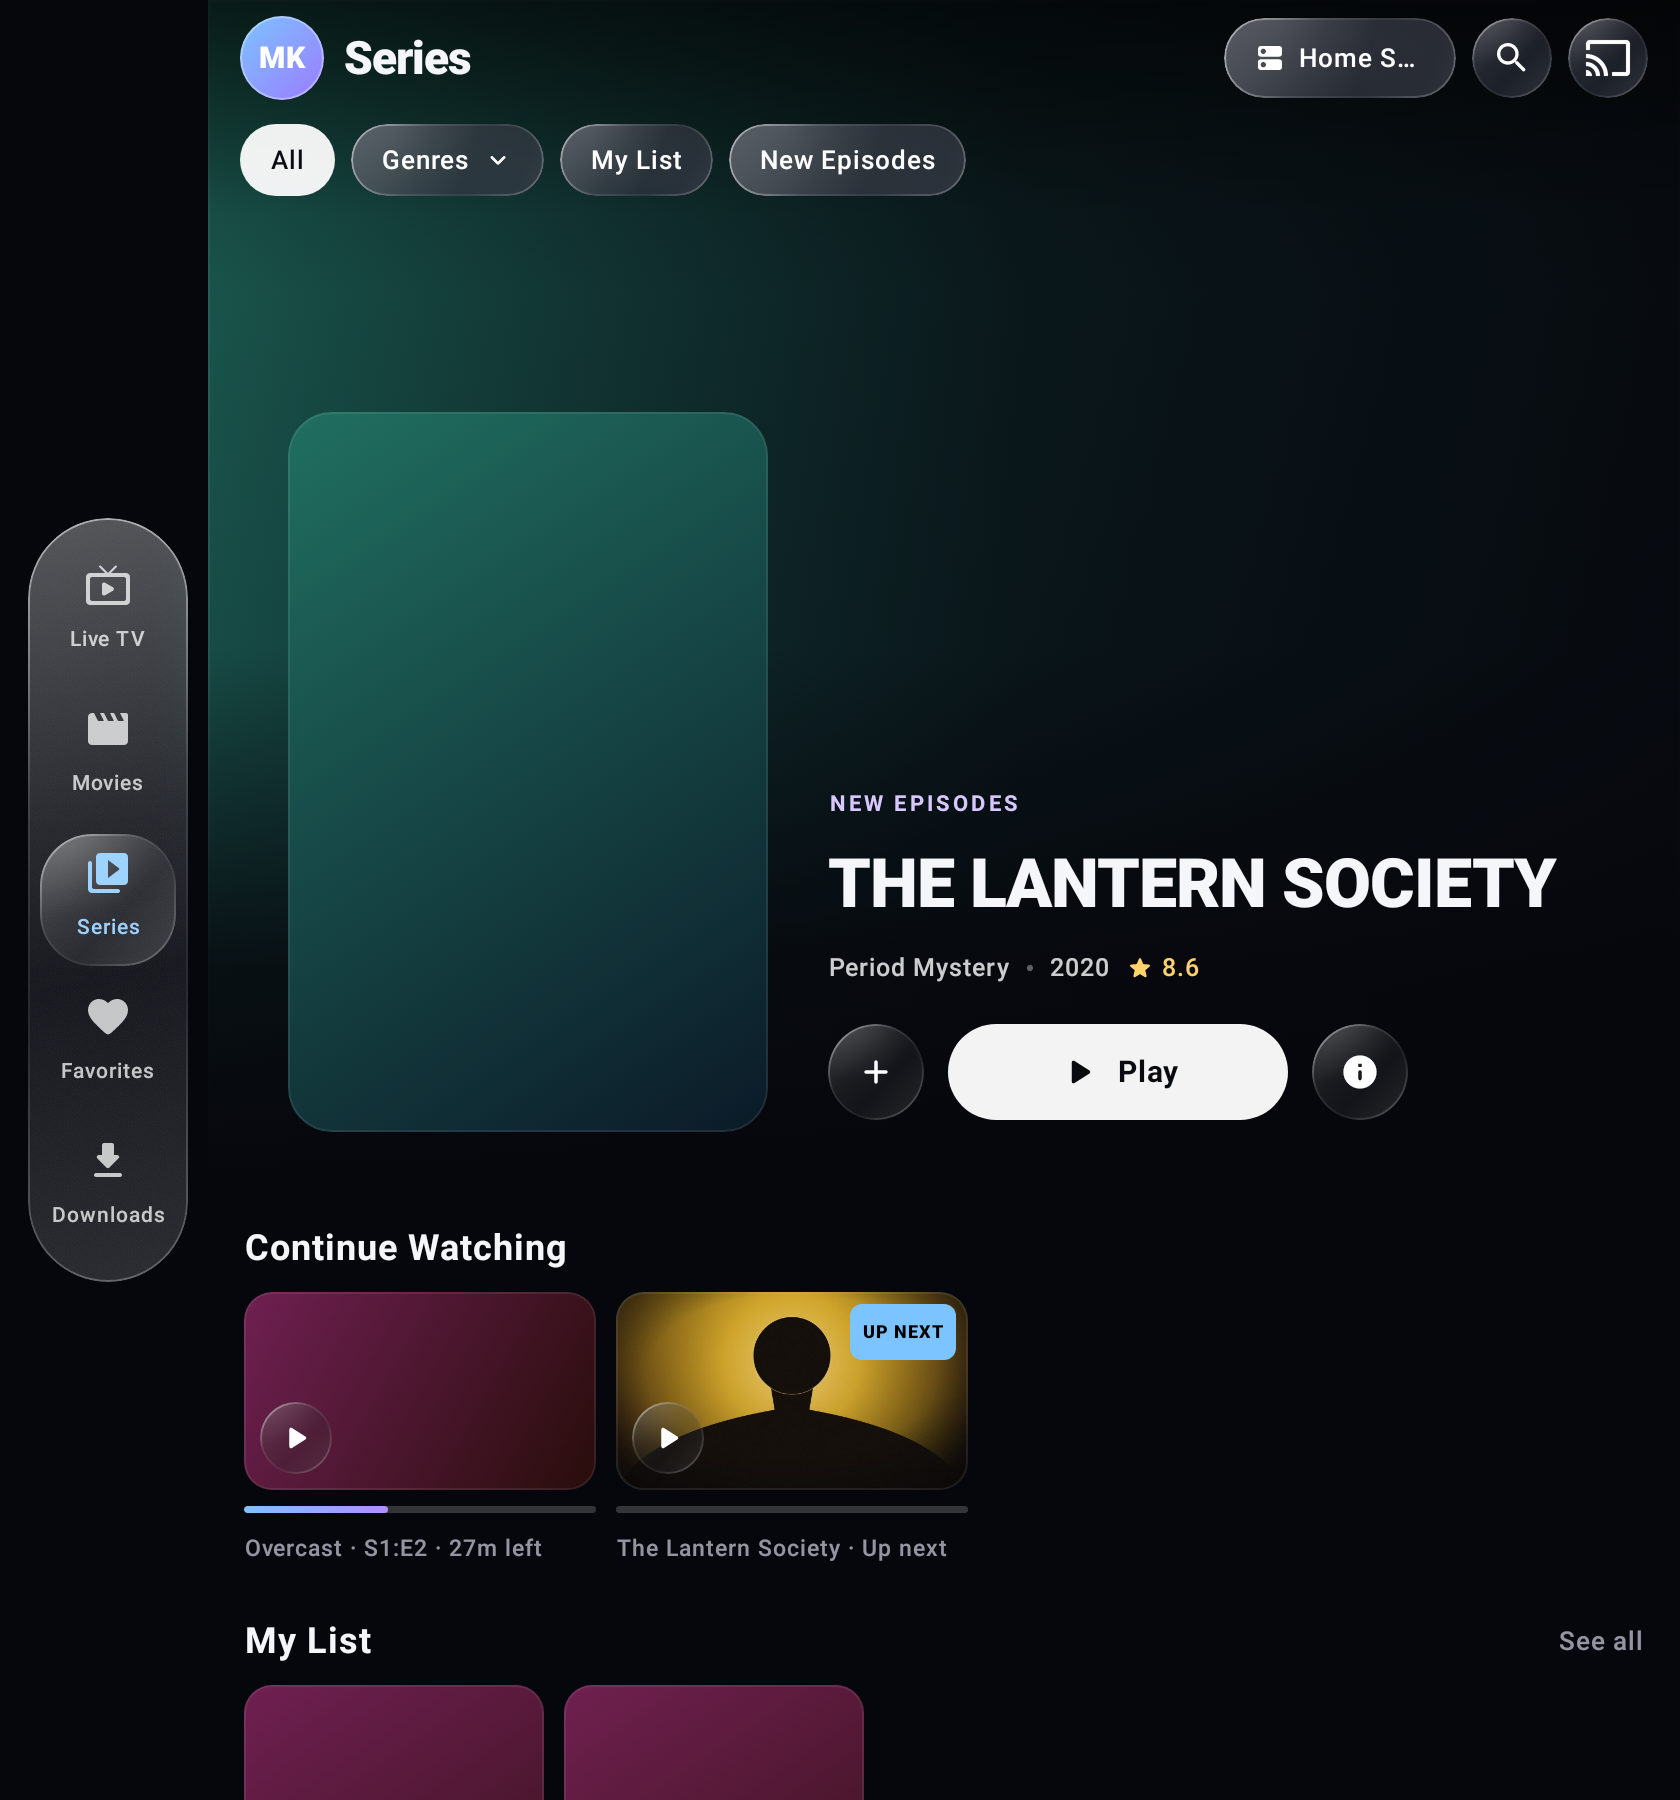 MK
Series
Home S...
All
Genres
My List
New Episodes
Live TV
Movies
Series
Favorites
Downloads
NEW EPISODES
THE LANTERN SOCIETY
Period Mystery • 2020 ★ 8.6
Play
Continue Watching
UP NEXT
Overcast · S1:E2 · 27m left
The Lantern Society · Up next
My List
See all